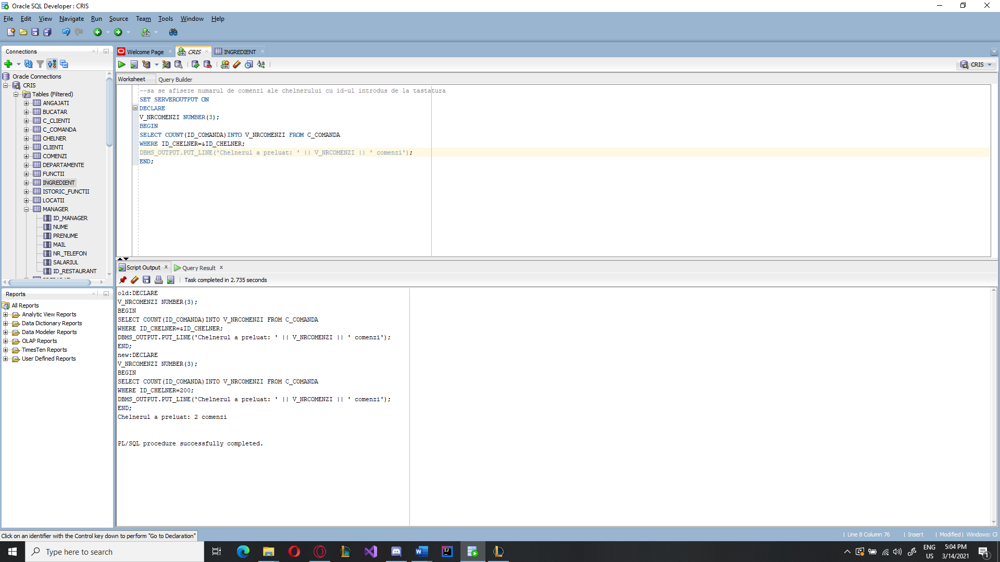 Oracle SQL Developer : CRIS
File Edit View Navigate Run Source Team Tools Window Help
Connections
Oracle Connections
CRIS
Tables (Filtered)
ANGAJATI
BUCATAR
C_CLIENTI
C_COMANDA
CHELNER
CLIENTI
COMENZI
DEPARTAMENTE
FUNCTII
INGREDIENT
ISTORIC_FUNCTII
LOCATII
MANAGER
ID_MANAGER
NUME
PRENUME
MAIL
NR_TELEFON
SALARIUL
ID_RESTAURANT
Reports
All Reports
Analytic View Reports
Data Dictionary Reports
Data Modeler Reports
OLAP Reports
TimesTen Reports
User Defined Reports
Welcome Page CRIS INGREDIENT
CRIS
Worksheet Query Builder
--sa se afiseze numarul de comenzi ale chelnerului cu id-ul introdus de la tastatura
SET SERVEROUTPUT ON
DECLARE
V_NRCOMENZI NUMBER(3);
BEGIN
SELECT COUNT(ID_COMANDA)INTO V_NRCOMENZI FROM C_COMANDA
WHERE ID_CHELNER=&ID_CHELNER;
DBMS_OUTPUT.PUT_LINE('Chelnerul a preluat: ' || V_NRCOMENZI || ' comenzi');
END;
Script Output Query Result
Task completed in 2.735 seconds
old:DECLARE
V_NRCOMENZI NUMBER(3);
BEGIN
SELECT COUNT(ID_COMANDA)INTO V_NRCOMENZI FROM C_COMANDA
WHERE ID_CHELNER=&ID_CHELNER;
DBMS_OUTPUT.PUT_LINE('Chelnerul a preluat: ' || V_NRCOMENZI || ' comenzi');
END;
new:DECLARE
V_NRCOMENZI NUMBER(3);
BEGIN
SELECT COUNT(ID_COMANDA)INTO V_NRCOMENZI FROM C_COMANDA
WHERE ID_CHELNER=200;
DBMS_OUTPUT.PUT_LINE('Chelnerul a preluat: ' || V_NRCOMENZI || ' comenzi');
END;
Chelnerul a preluat: 2 comenzi
PL/SQL procedure successfully completed.
Click on an identifier with the Control key down to perform "Go to Declaration"
Line 8 Column 76 Insert Modified Windows:
Type here to search
ENG
US
5:04 PM
3/14/2021
1